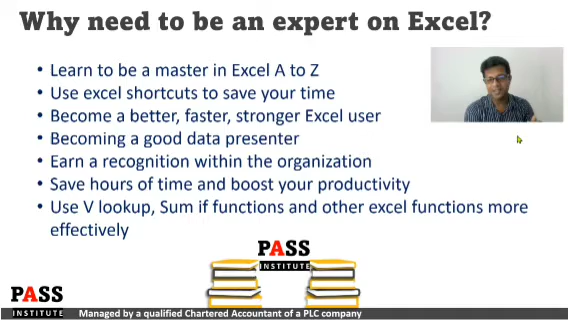 Why need to be an expert on Excel?
• Learn to be a master in Excel A to Z
• Use excel shortcuts to save your time
• Become a better, faster, stronger Excel user
• Becoming a good data presenter
• Earn a recognition within the organization
• Save hours of time and boost your productivity
• Use V lookup, Sum if functions and other excel functions more
effectively
PASS
INSTITUTE
PASS
INSTITUTE
Managed by a qualified Chartered Accountant of a PLC company